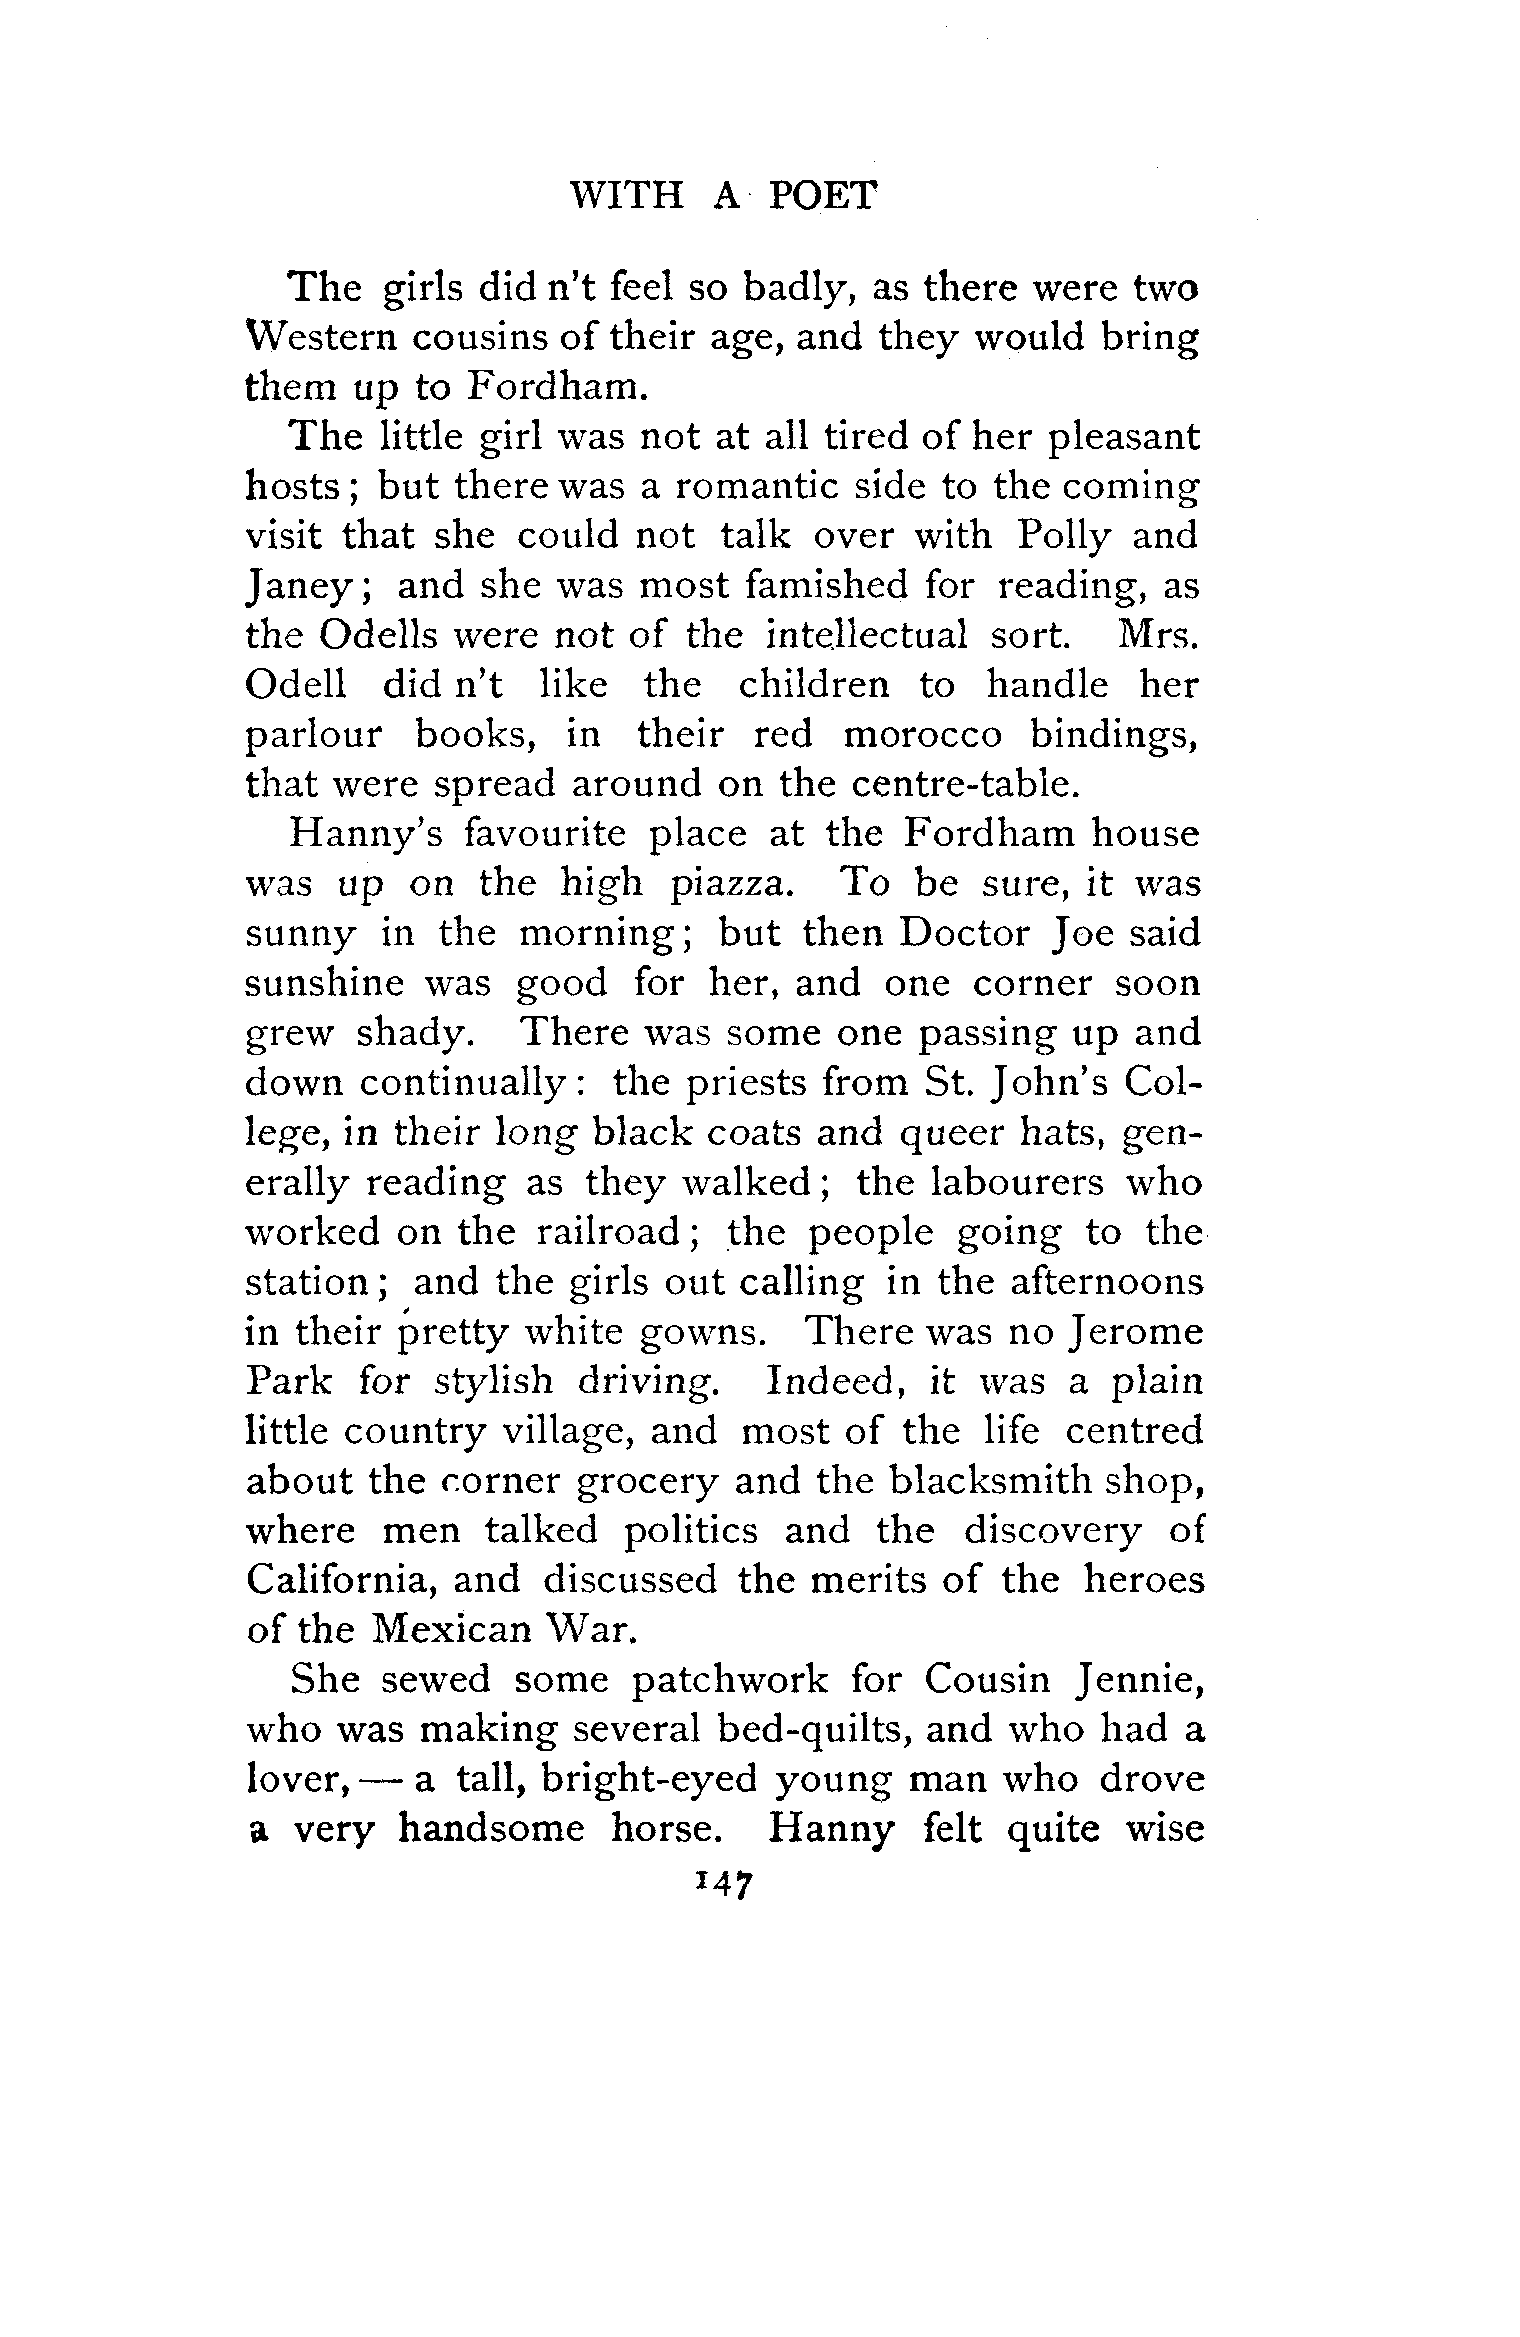 WITH A POET
The girls did n't feel so badly, as there were two
Western cousins of their age, and they would bring
them up to Fordham.
The little girl was not at all tired of her pleasant
hosts; but there was a romantic side to the coming
visit that she could not talk over with Polly and
Janey; and she was most famished for reading, as
the Odells were not of the intellectual sort. Mrs.
Odell did n't like the children to handle her
parlour books, in their red morocco bindings,
that were spread around on the centre-table.
Hanny's favourite place at the Fordham house
was up on the high piazza. To be sure, it was
sunny in the morning; but then Doctor Joe said
sunshine was good for her, and one corner soon
grew shady. There was some one passing up and
down continually: the priests from St. John's Col-
lege, in their long black coats and queer hats, gen-
erally reading as they walked; the labourers who
worked on the railroad; the people going to the
station; and the girls out calling in the afternoons
in their pretty white gowns. There was no Jerome
Park for stylish driving. Indeed, it was a plain
little country village, and most of the life centred
about the corner grocery and the blacksmith shop,
where men talked politics and the discovery of
California, and discussed the merits of the heroes
of the Mexican War.
She sewed some patchwork for Cousin Jennie,
who was making several bed-quilts, and who had a
lover, — a tall, bright-eyed young man who drove
a very handsome horse. Hanny felt quite wise
147